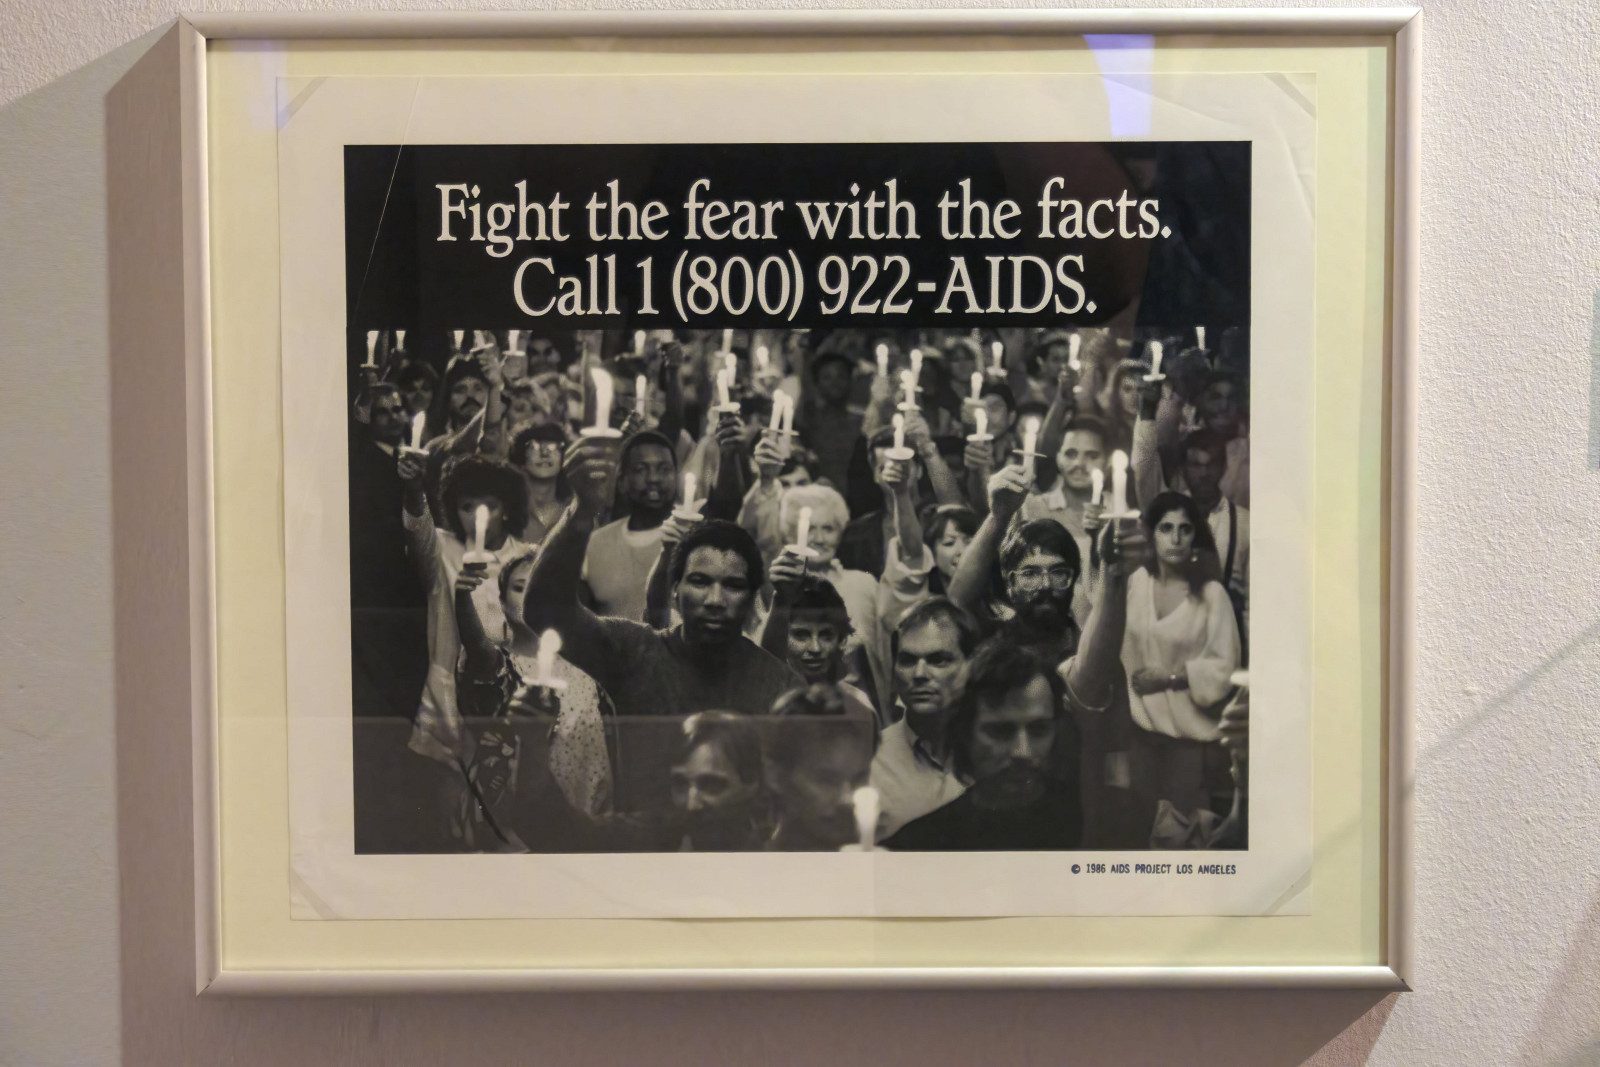 Fight the fear with the facts.
Call 1 (800) 922-AIDS.
© 1986 AIDS PROJECT LOS ANGELES